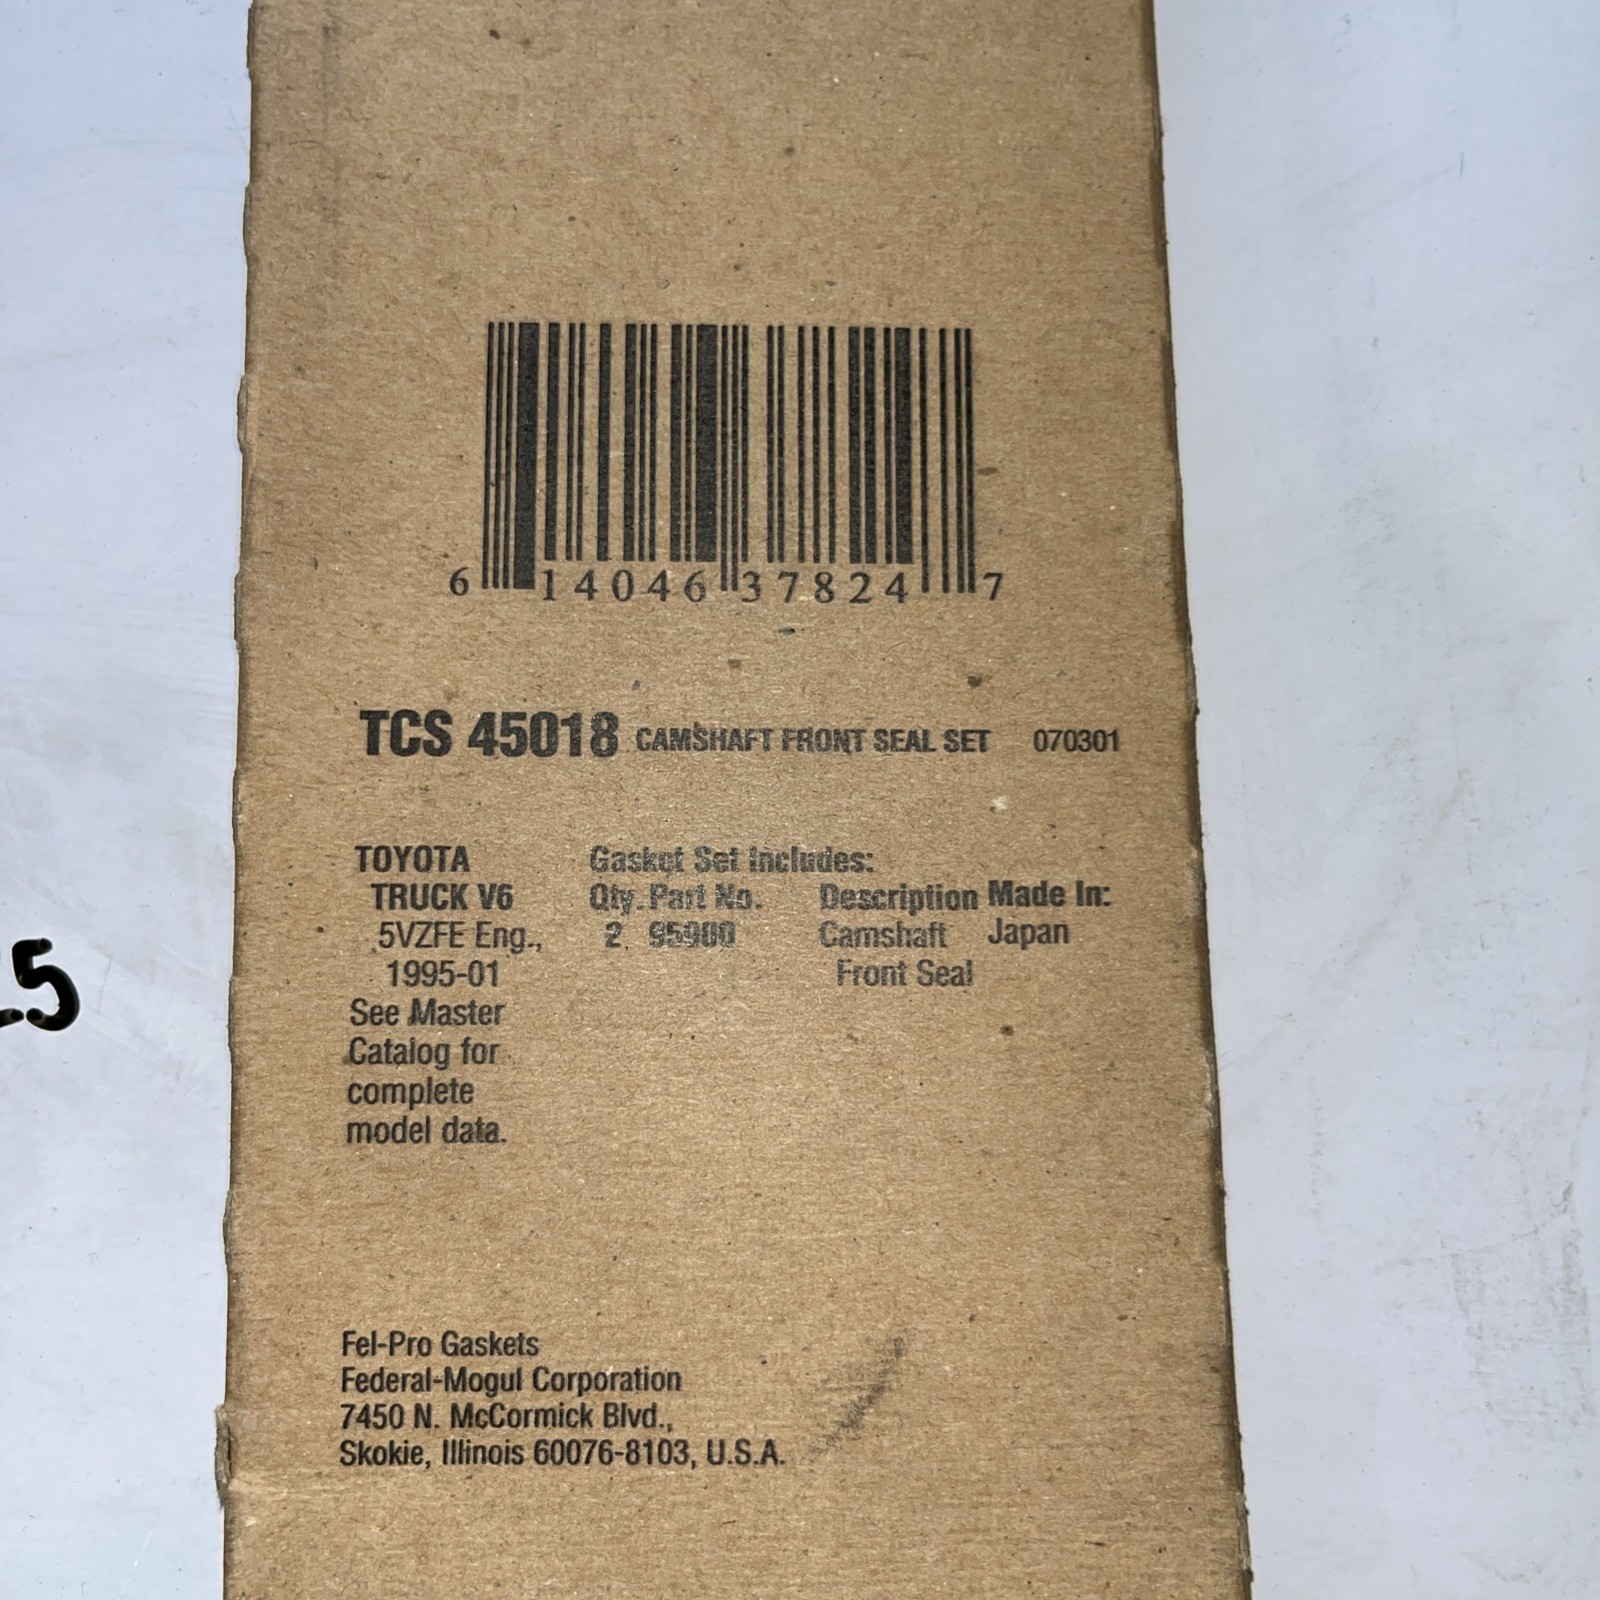 6 14046 37824 7
TCS 45018 CAMSHAFT FRONT SEAL SET 070301
TOYOTA
TRUCK V6
5VZFE Eng.,
1995-01
See Master
Catalog for
complete
model data.
Gasket Set Includes:
Qty. Part No. Description Made In:
2 95900 Camshaft Japan
Front Seal
Fel-Pro Gaskets
Federal-Mogul Corporation
7450 N. McCormick Blvd.,
Skokie, Illinois 60076-8103, U.S.A.